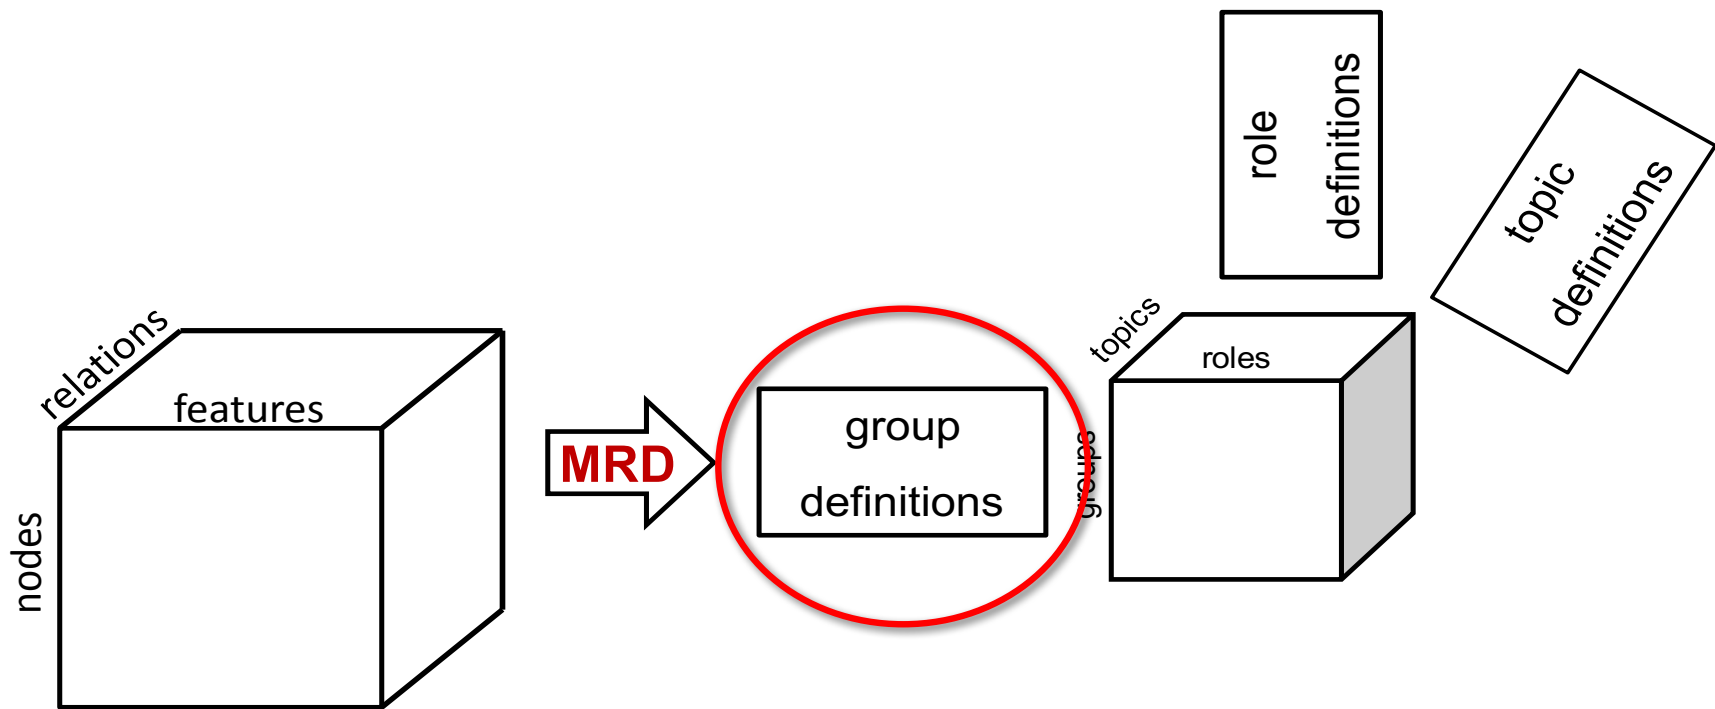 relations
features
nodes
MRD
group
definitions
groups
topics
roles
role
definitions
topic
definitions